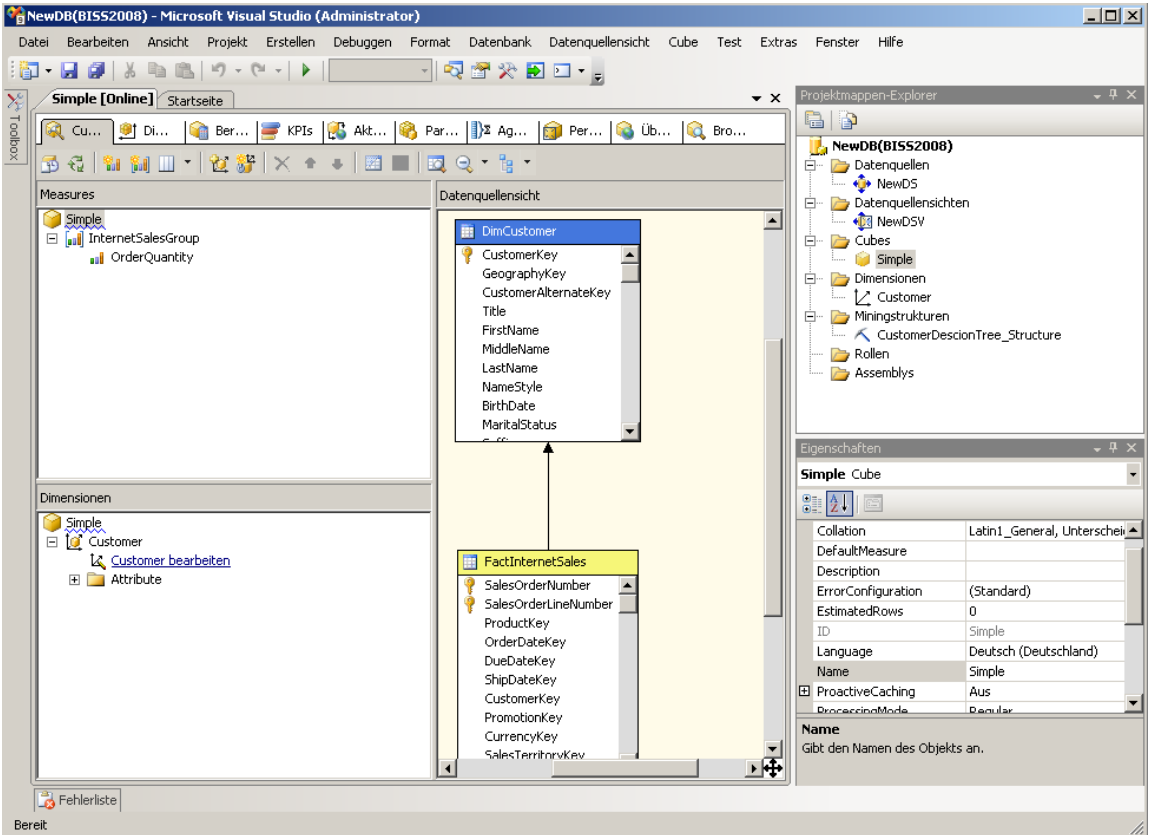 NewDB(BISS2008) - Microsoft Visual Studio (Administrator)
Datei Bearbeiten Ansicht Projekt Erstellen Debuggen Format Datenbank Datenquellensicht Cube Test Extras Fenster Hilfe
Toolbox
Simple [Online] Startseite
Cu... Di... Ber... KPIs Akt... Par... Ag... Per... Üb... Bro...
Measures
Simple
InternetSalesGroup
OrderQuantity
Dimensionen
Simple
Customer
Customer bearbeiten
Attribute
Datenquellensicht
DimCustomer
CustomerKey
GeographyKey
CustomerAlternateKey
Title
FirstName
MiddleName
LastName
NameStyle
BirthDate
MaritalStatus
FactInternetSales
SalesOrderNumber
SalesOrderLineNumber
ProductKey
OrderDateKey
DueDateKey
ShipDateKey
CustomerKey
PromotionKey
CurrencyKey
SalesTerritoryKey
Projektmappen-Explorer
NewDB(BISS2008)
Datenquellen
NewDS
Datenquellensichten
NewDSV
Cubes
Simple
Dimensionen
Customer
Miningstrukturen
CustomerDescionTree_Structure
Rollen
Assemblys
Eigenschaften
Simple Cube
Collation Latin1_General, Unterschei
DefaultMeasure
Description
ErrorConfiguration (Standard)
EstimatedRows 0
ID Simple
Language Deutsch (Deutschland)
Name Simple
ProactiveCaching Aus
ProcessingMode Regular
Name
Gibt den Namen des Objekts an.
Fehlerliste
Bereit